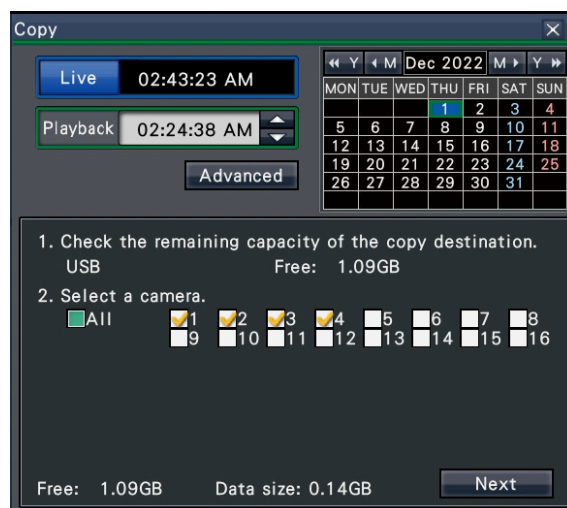 Copy
Live 02:43:23 AM
Playback 02:24:38 AM
Advanced
Y M Dec 2022 M Y
MON TUE WED THU FRI SAT SUN
1 2 3 4
5 6 7 8 9 10 11
12 13 14 15 16 17 18
19 20 21 22 23 24 25
26 27 28 29 30 31
1. Check the remaining capacity of the copy destination.
USB Free: 1.09GB
2. Select a camera.
All 1 2 3 4 5 6 7 8
9 10 11 12 13 14 15 16
Free: 1.09GB Data size: 0.14GB Next